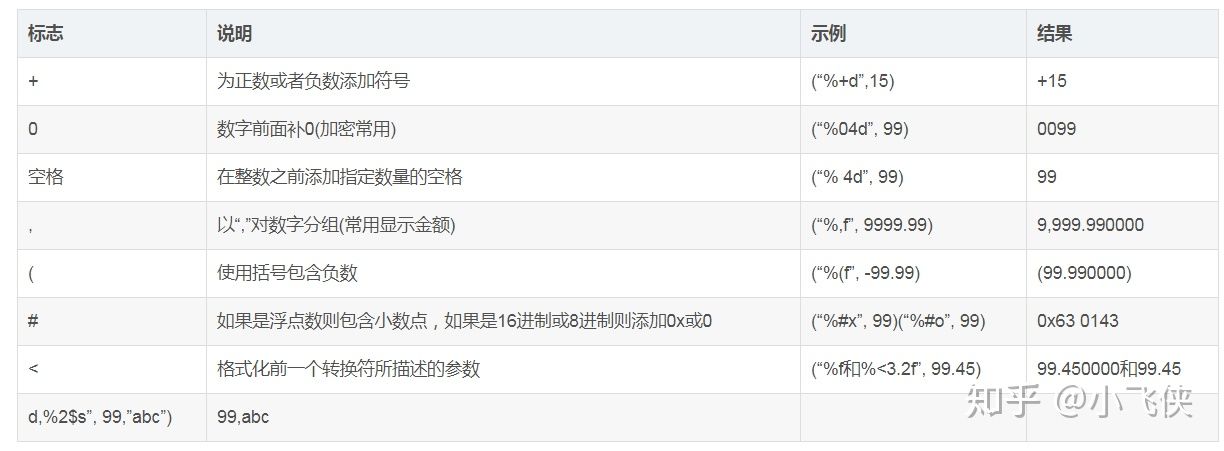 标志 说明 示例 结果
+ 为正数或者负数添加符号 (“%+d”,15) +15
0 数字前面补0(加密常用) (“%04d”, 99) 0099
空格 在整数之前添加指定数量的空格 (“% 4d”, 99) 99
, 以“,”对数字分组(常用显示金额) (“%,f”, 9999.99) 9,999.990000
( 使用括号包含负数 (“%(f”, -99.99) (99.990000)
# 如果是浮点数则包含小数点，如果是16进制或8进制则添加0x或0 (“%#x”, 99)(“%#o”, 99) 0x63 0143
< 格式化前一个转换符所描述的参数 (“%f和%<3.2f”, 99.45) 99.450000和99.45
d,%2$s”, 99,”abc”) 99,abc
知乎 @小飞侠